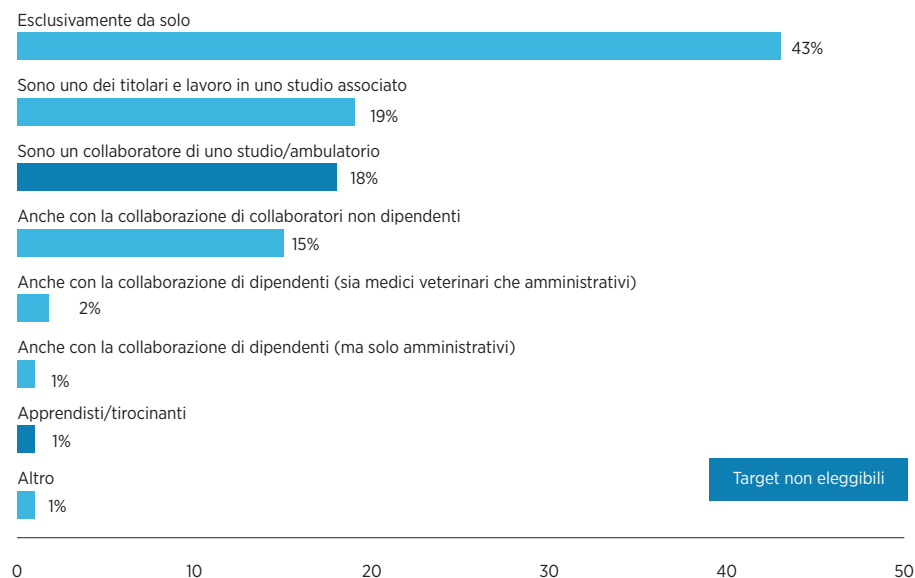 Esclusivamente da solo
43%
Sono uno dei titolari e lavoro in uno studio associato
19%
Sono un collaboratore di uno studio/ambulatorio
18%
Anche con la collaborazione di collaboratori non dipendenti
15%
Anche con la collaborazione di dipendenti (sia medici veterinari che amministrativi)
2%
Anche con la collaborazione di dipendenti (ma solo amministrativi)
1%
Apprendisti/tirocinanti
1%
Altro
1%
Target non eleggibili
0 10 20 30 40 50